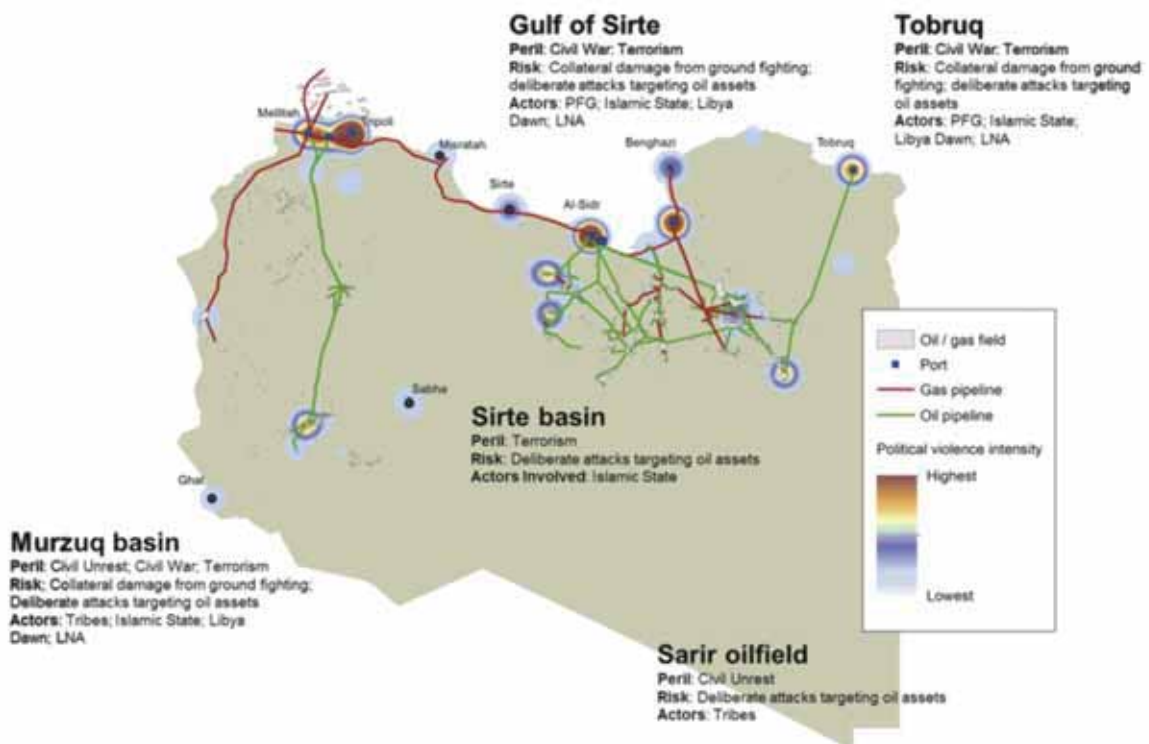 Gulf of Sirte
Peril: Civil War: Terrorism
Risk: Collateral damage from ground fighting;
deliberate attacks targeting oil assets
Actors: PFG; Islamic State; Libya
Dawn; LNA
Tobruq
Peril: Civil War: Terrorism
Risk: Collateral damage from ground
fighting; deliberate attacks targeting
oil assets
Actors: PFG; Islamic State;
Libya Dawn; LNA
Mellitah
Tripoli
Misratah
Benghazi
Tobruq
Sirte
Al-Sidr
Sabha
Ghat
Oil / gas field
Port
Gas pipeline
Oil pipeline
Political violence intensity
Highest
Lowest
Sirte basin
Peril: Terrorism
Risk: Deliberate attacks targeting oil assets
Actors Involved: Islamic State
Murzuq basin
Peril: Civil Unrest; Civil War; Terrorism
Risk: Collateral damage from ground fighting;
Deliberate attacks targeting oil assets
Actors: Tribes; Islamic State; Libya
Dawn; LNA
Sarir oilfield
Peril: Civil Unrest
Risk: Deliberate attacks targeting oil assets
Actors: Tribes